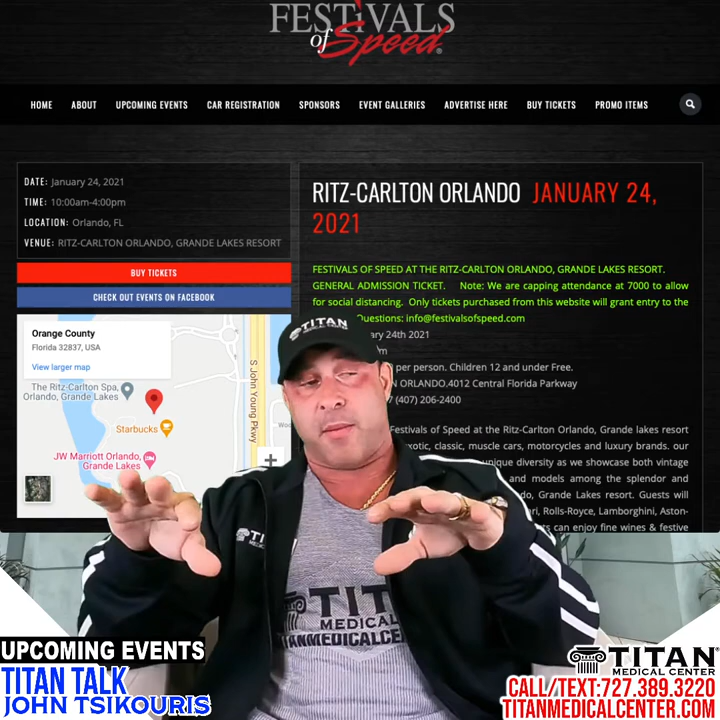 FESTiVALS
of Speed®
HOME ABOUT UPCOMING EVENTS CAR REGISTRATION SPONSORS EVENT GALLERIES ADVERTISE HERE BUY TICKETS PROMO ITEMS
DATE: January 24, 2021
TIME: 10:00am-4:00pm
LOCATION: Orlando, FL
VENUE: RITZ-CARLTON ORLANDO, GRANDE LAKES RESORT
BUY TICKETS
CHECK OUT EVENTS ON FACEBOOK
Orange County
Florida 32837, USA
View larger map
The Ritz-Carlton Spa,
Orlando, Grande Lakes
Starbucks
JW Marriott Orlando,
Grande Lakes
S John Young Pkwy
RITZ-CARLTON ORLANDO JANUARY 24,
2021
FESTIVALS OF SPEED AT THE RITZ-CARLTON ORLANDO, GRANDE LAKES RESORT.
GENERAL ADMISSION TICKET. Note: We are capping attendance at 7000 to allow
for social distancing. Only tickets purchased from this website will grant entry to the
Questions: info@festivalsofspeed.com
ary 24th 2021
per person. Children 12 and under Free.
N ORLANDO.4012 Central Florida Parkway
(407) 206-2400
Festivals of Speed at the Ritz-Carlton Orlando, Grande lakes resort
exotic, classic, muscle cars, motorcycles and luxury brands. our
unique diversity as we showcase both vintage
and models among the splendor and
do, Grande Lakes resort. Guests will
ari, Rolls-Royce, Lamborghini, Aston-
ts can enjoy fine wines & festive
TITAN
MEDICAL CENTER
TITAN
MEDICAL
TITANMEDICALCE
UPCOMING EVENTS
TITAN TALK
JOHN TSIKOURIS
TITAN®
MEDICAL CENTER
CALL/TEXT:727.389.3220
TITANMEDICALCENTER.COM